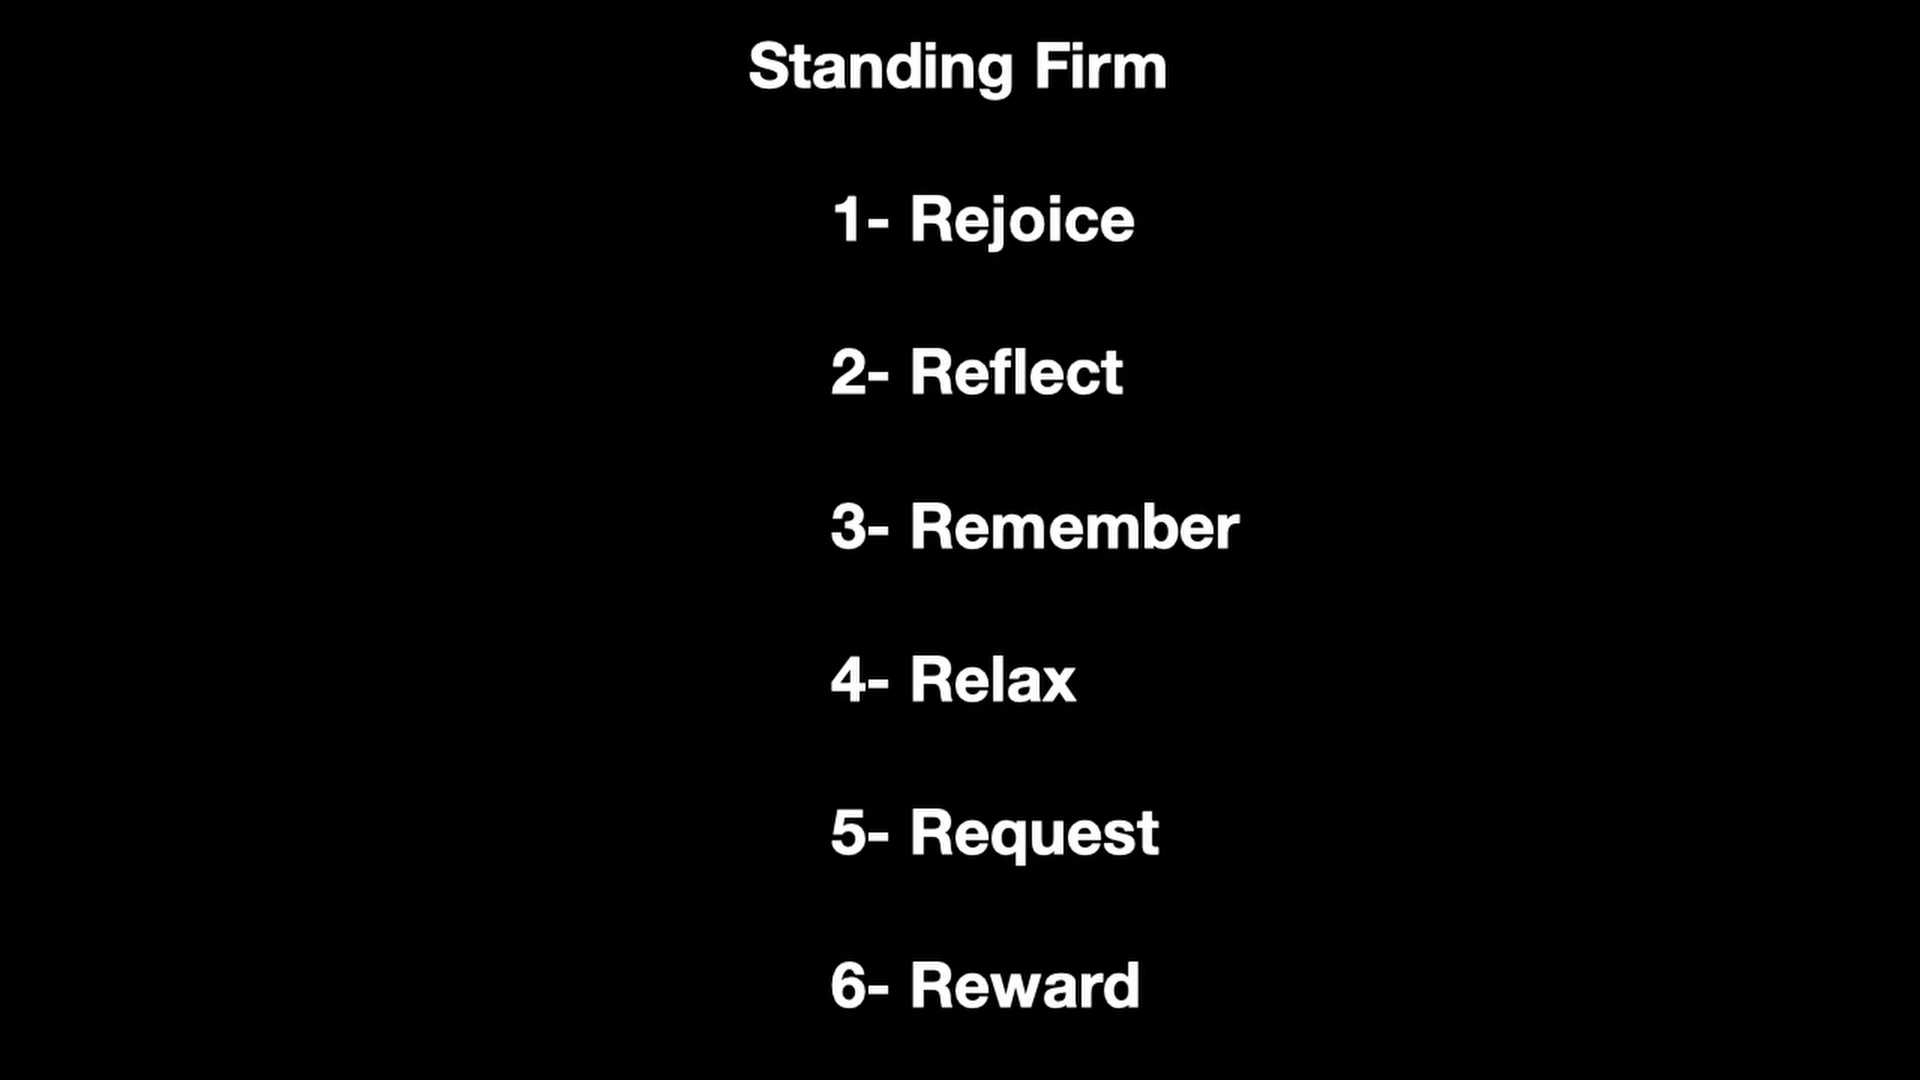 Standing Firm
1- Rejoice
2- Reflect
3- Remember
4- Relax
5- Request
6- Reward